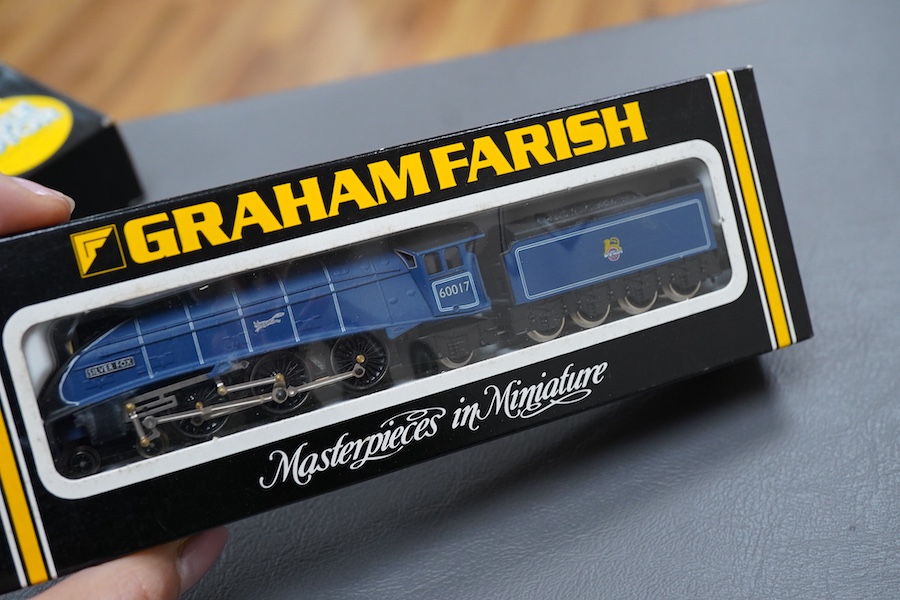 GRAHAM FARISH
SILVER FOX
60017
Masterpieces in Miniature